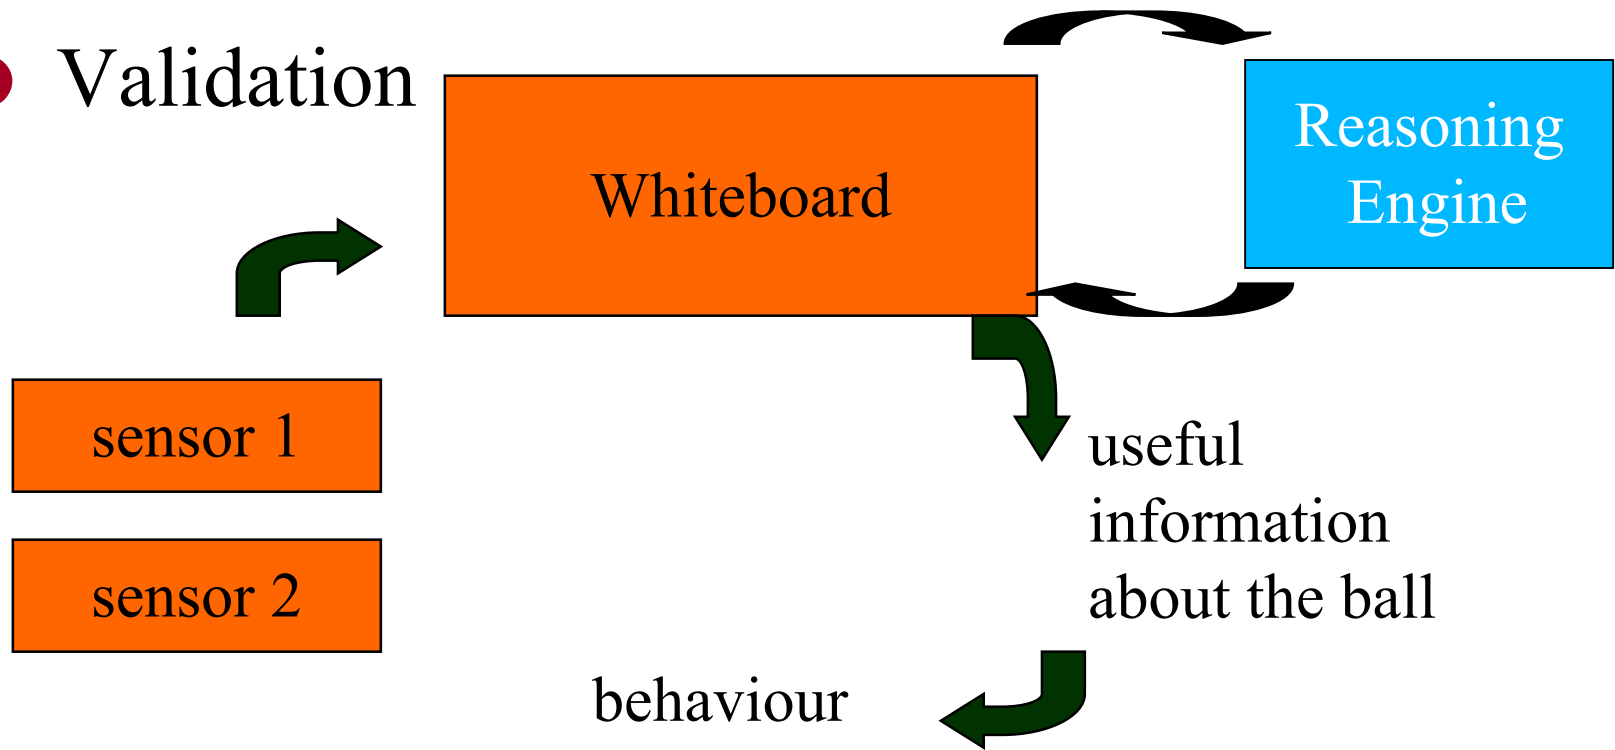 Validation
Whiteboard
Reasoning
Engine
sensor 1
sensor 2
useful
information
about the ball
behaviour